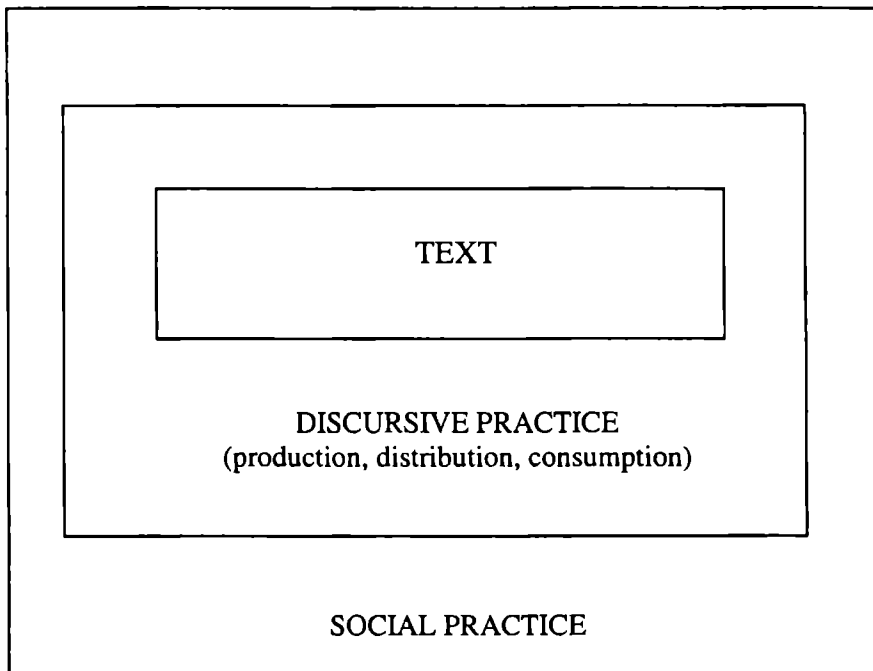 TEXT
DISCURSIVE PRACTICE
(production, distribution, consumption)
SOCIAL PRACTICE